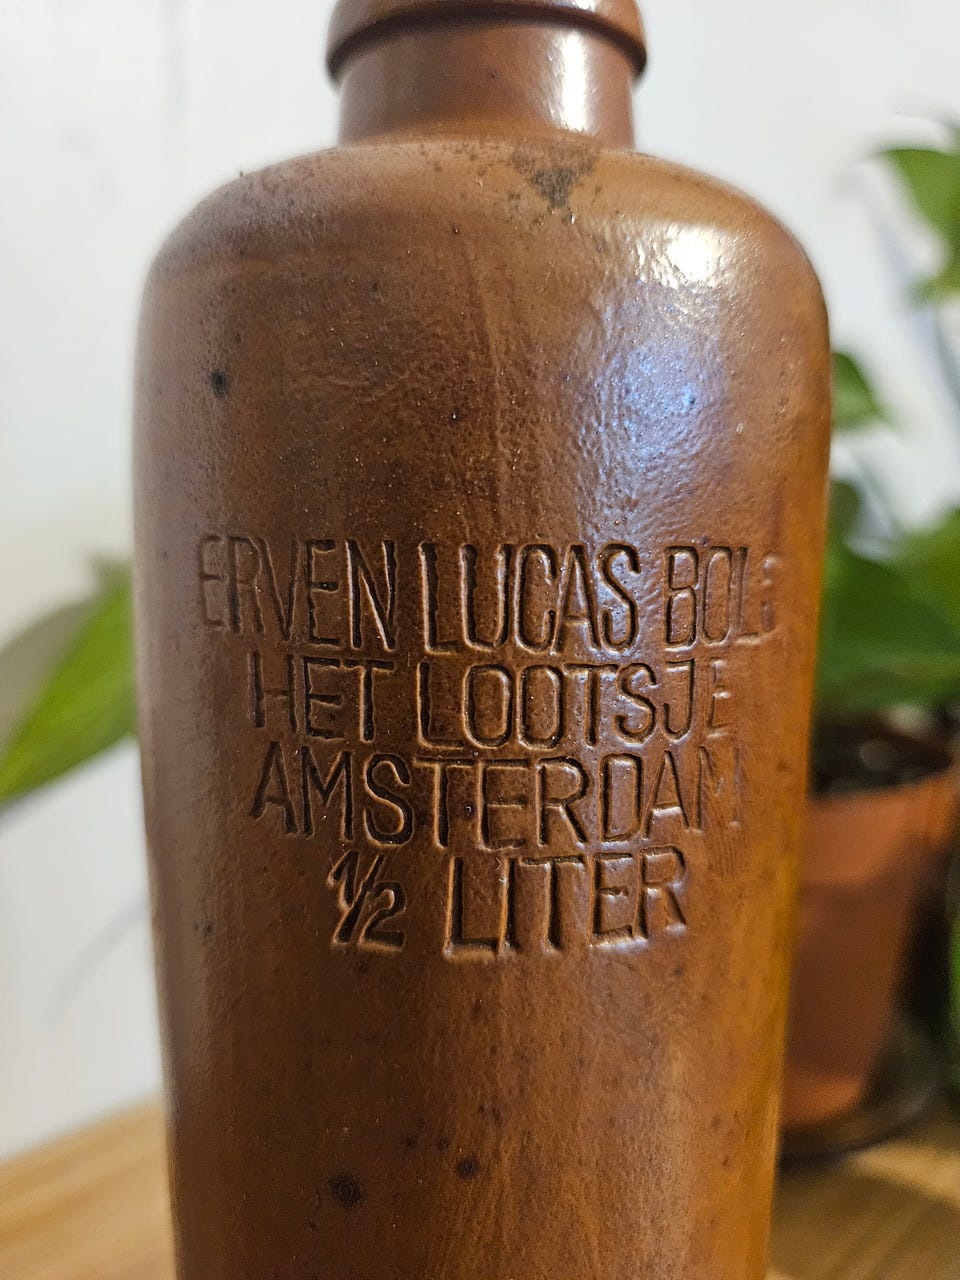 ERVEN LUCAS BOLS
HET LOOTSJE
AMSTERDAM
½ LITER